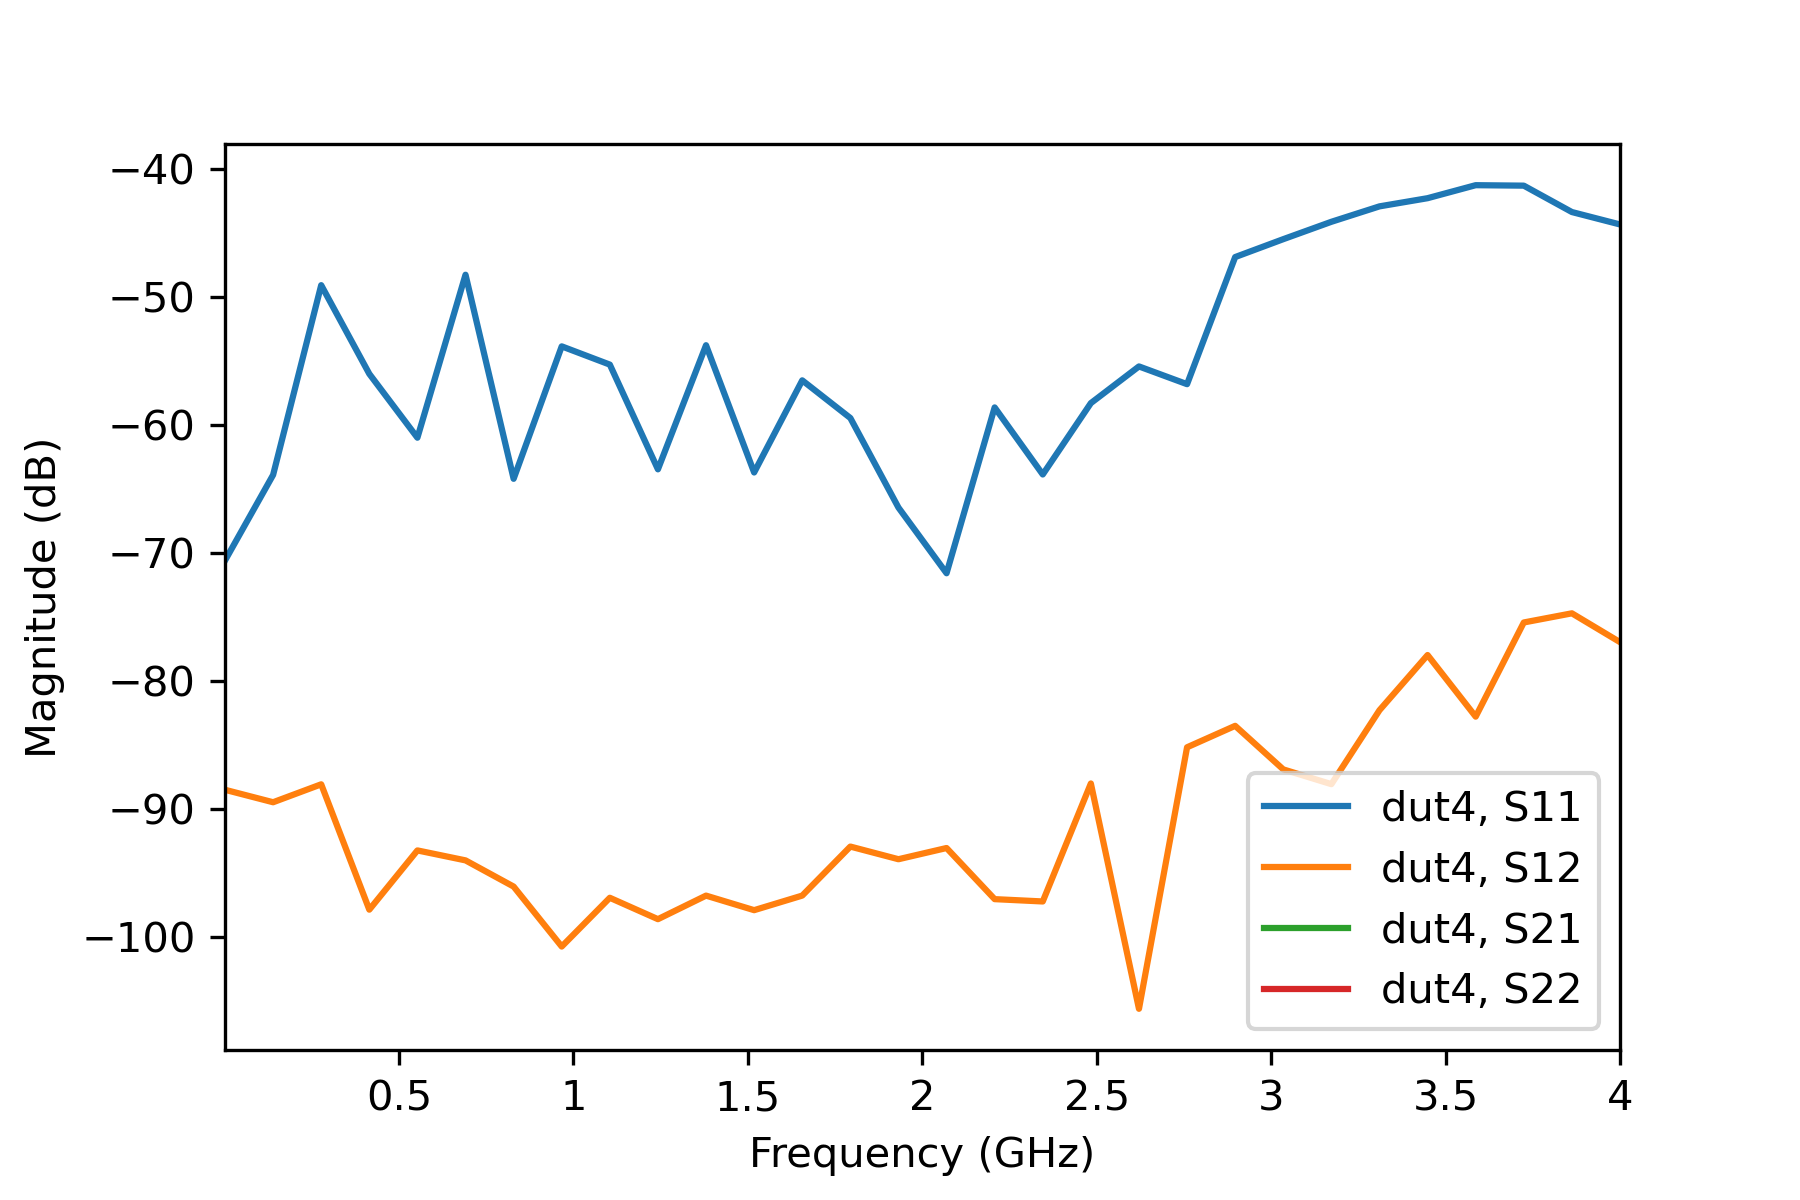 −40
−50
−60
−70
−80
−90
−100
Magnitude (dB)
dut4, S11
dut4, S12
dut4, S21
dut4, S22
0.5 1 1.5 2 2.5 3 3.5 4
Frequency (GHz)